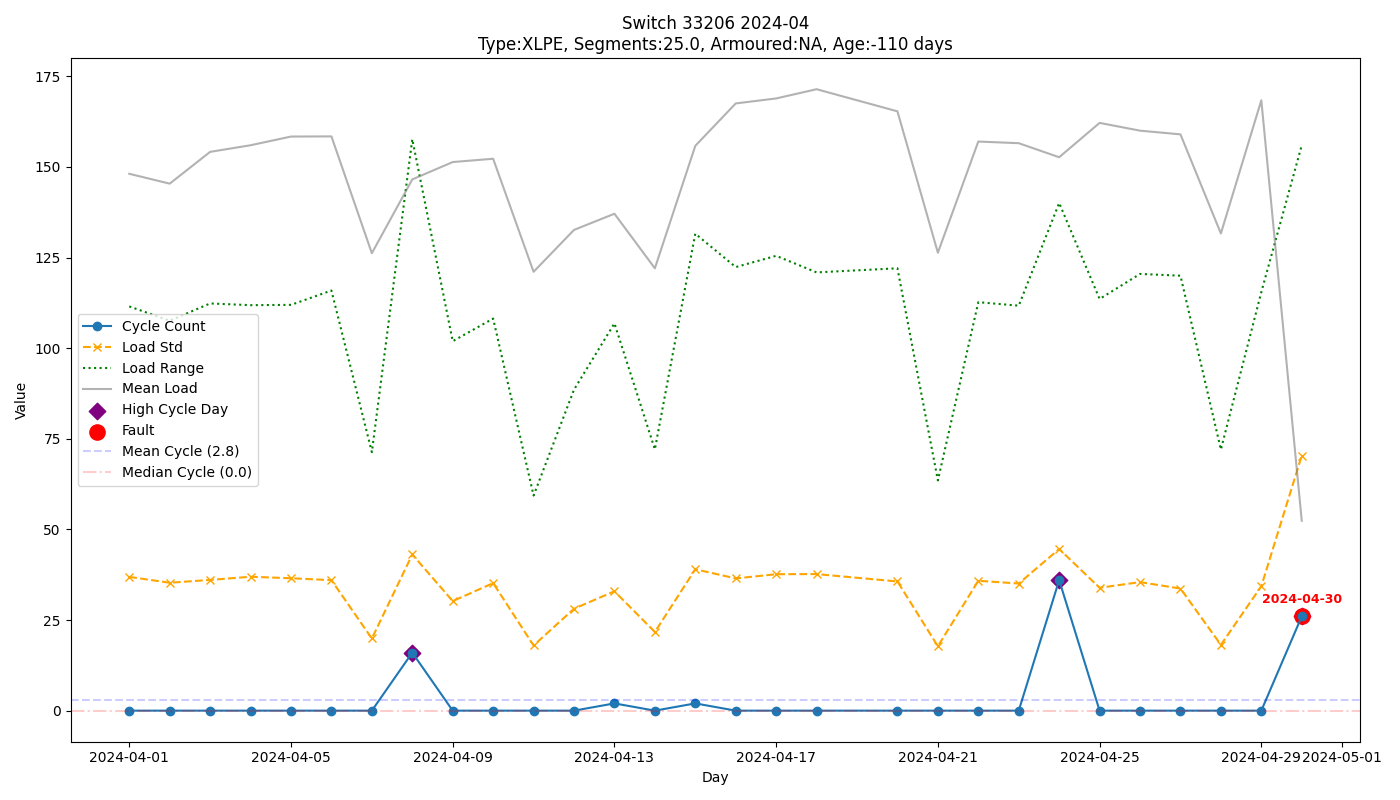 Switch 33206 2024-04
Type:XLPE, Segments:25.0, Armoured:NA, Age:-110 days
Value
175
150
125
100
75
50
25
0
Cycle Count
Load Std
Load Range
Mean Load
High Cycle Day
Fault
Mean Cycle (2.8)
Median Cycle (0.0)
2024-04-30
2024-04-01 2024-04-05 2024-04-09 2024-04-13 2024-04-17 2024-04-21 2024-04-25 2024-04-29 2024-05-01
Day